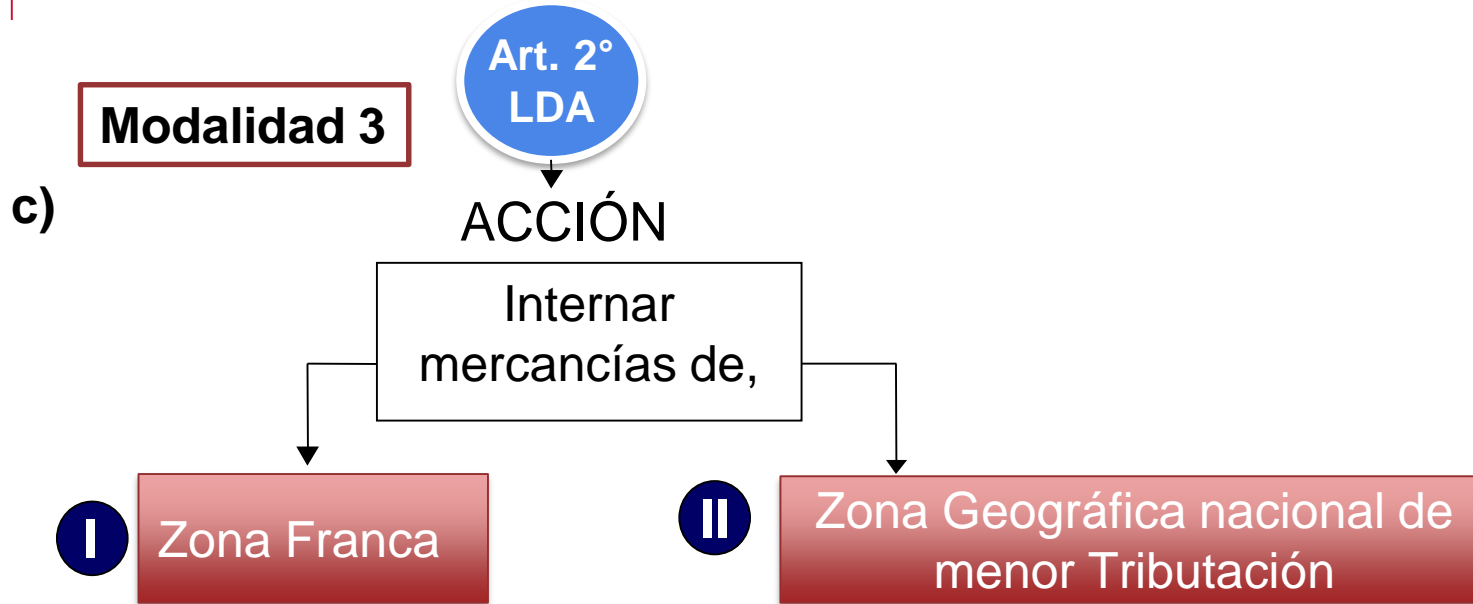 Art. 2°
LDA
Modalidad 3
c)
ACCIÓN
Internar
mercancías de,
I
Zona Franca
II
Zona Geográfica nacional de
menor Tributación